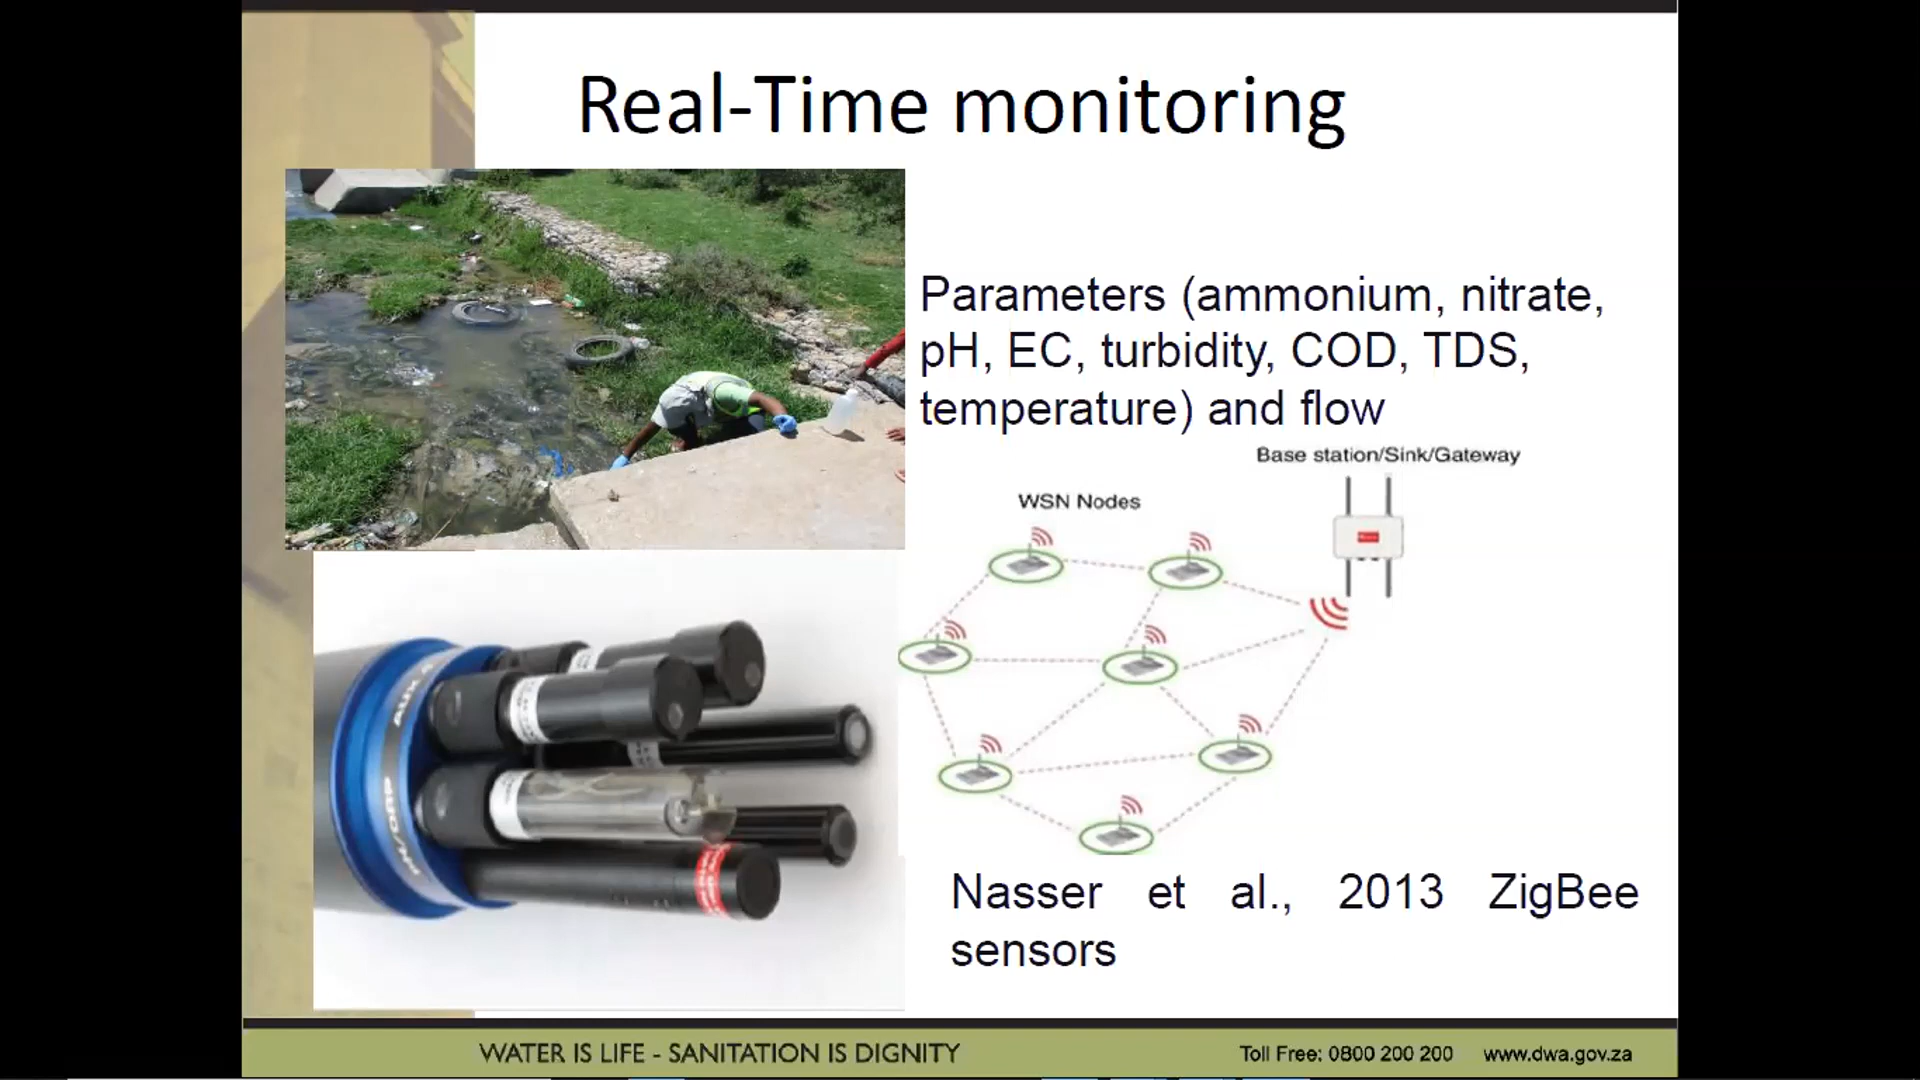 Real-Time monitoring
Parameters (ammonium, nitrate,
pH, EC, turbidity, COD, TDS,
temperature) and flow
Base station/Sink/Gateway
WSN Nodes
Nasser et al., 2013 ZigBee
sensors
WATER IS LIFE - SANITATION IS DIGNITY
Toll Free: 0800 200 200 www.dwa.gov.za